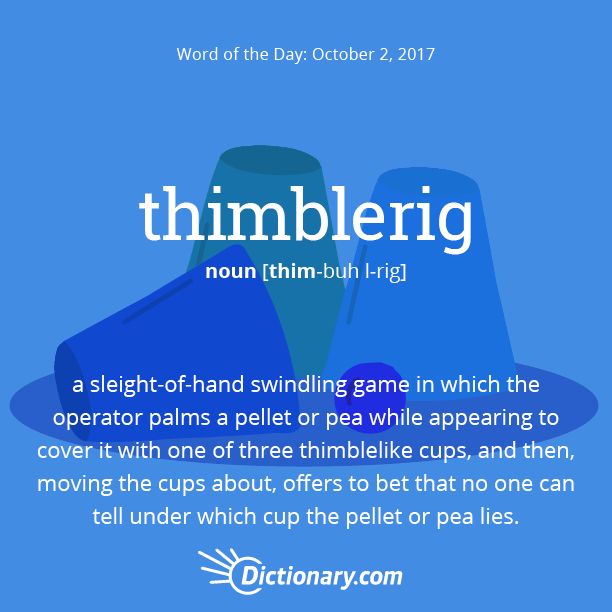 Word of the Day: October 2, 2017
thimblerig
noun [thim-buh l-rig]
a sleight-of-hand swindling game in which the
operator palms a pellet or pea while appearing to
cover it with one of three thimblelike cups, and then,
moving the cups about, offers to bet that no one can
tell under which cup the pellet or pea lies.
Dictionary.com